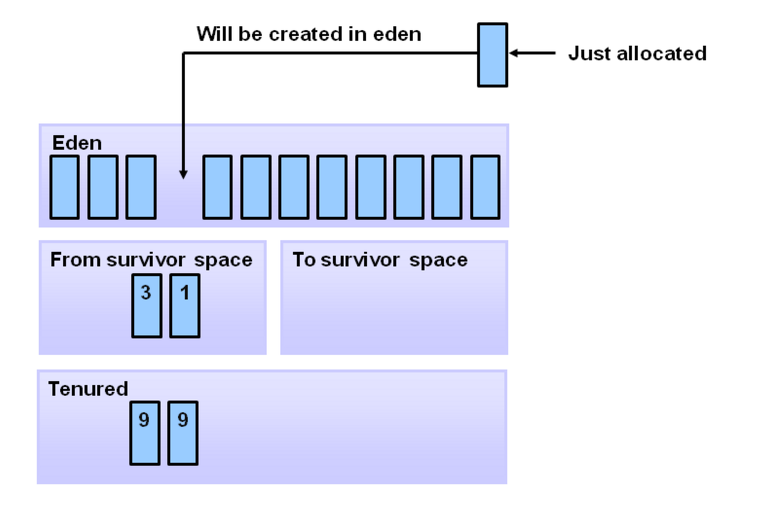 Will be created in eden
Just allocated
Eden
From survivor space
To survivor space
3 1
Tenured
9 9